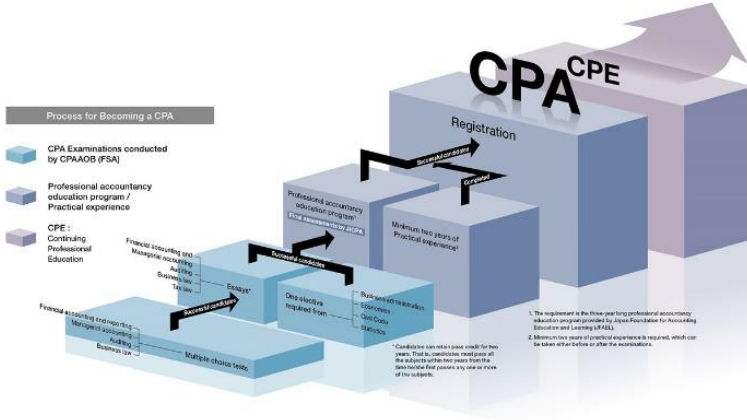 CPA
CPE
Process for Becoming a CPA
Registration
CPA Examinations conducted
by CPAAOB (FSA)
Successful candidates
Completed
Professional accountancy
education program /
Practical experience
Professional accountancy
education program¹
Final assessments by JICPA
Minimum two years of
Practical experience²
CPE :
Continuing
Professional
Education
Financial accounting and
Managerial accounting
Auditing
Business law
Tax law
Essays*
Successful candidates
One elective
required from
Business administration
Economics
Civil Code
Statistics
Successful candidates
Financial accounting and reporting
Managerial accounting
Auditing
Business law
Multiple choice tests
* Candidates can retain pass credit for two
years. That is, candidates must pass all
the subjects within two years from the
time he/she first passes any one or more
of the subjects.
1. The requirement is the three-year long professional accountancy
education program provided by Japan Foundation for Accounting
Education and Learning (JFAEL).
2. Minimum two years of practical experience is required, which can
be taken either before or after the examinations.